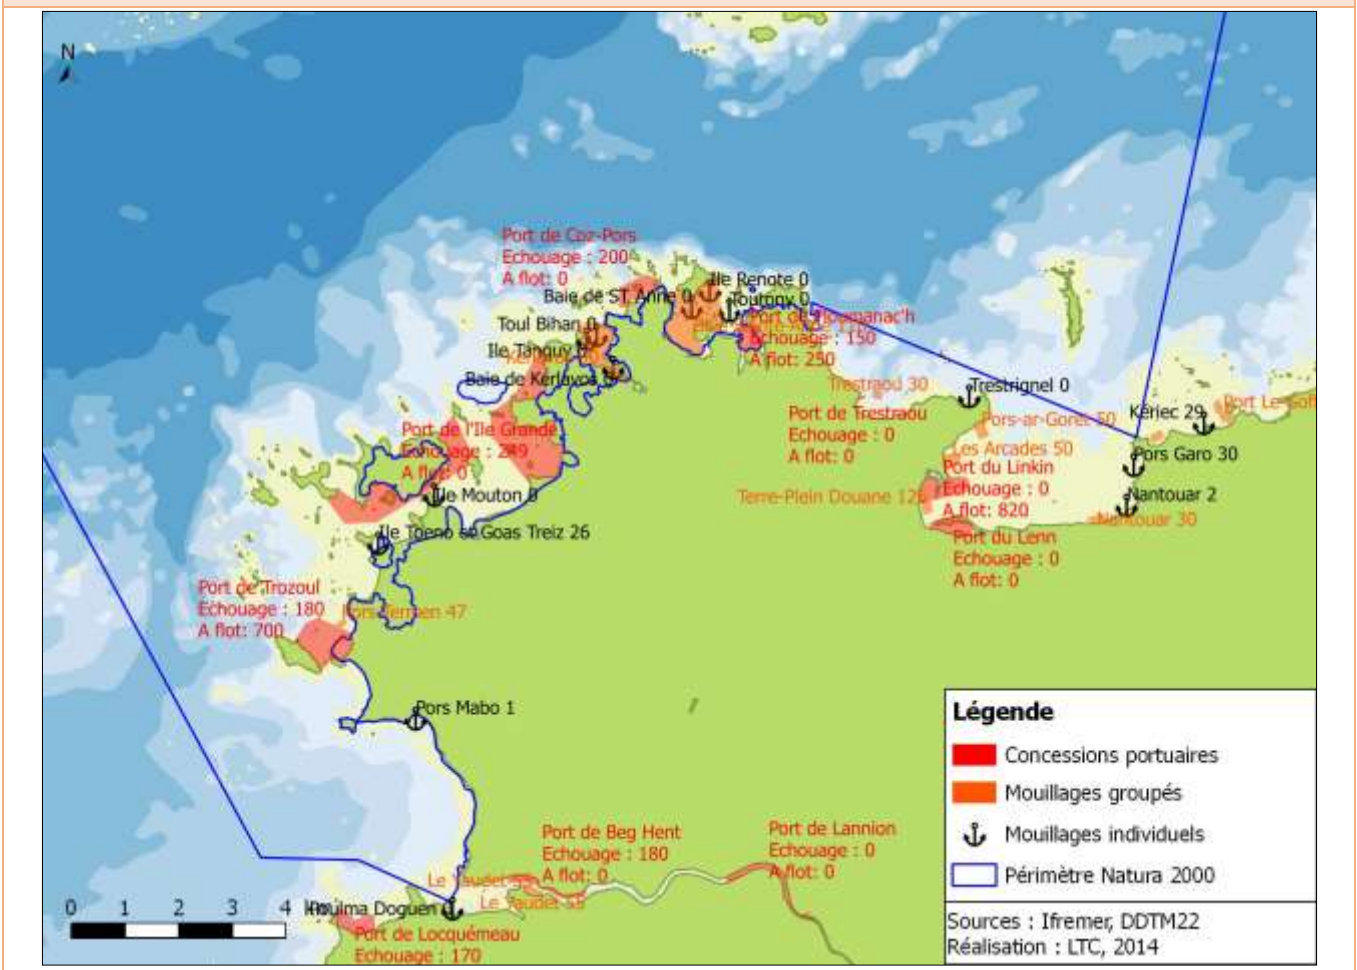 N
Port de Coz-Pors
Echouage : 200
A flot: 0
Ile Renote 0
Baie de ST. Anne 0
Tourony 0
Port de Ploumanac'h
Echouage : 150
A flot: 250
Toul Bihan 0
Ile Tanguy
Baie de Kerlavos
Trestraou 30
Trestrignel 0
Port de Trestraou
Echouage : 0
A flot: 0
Pors-ar-Goret 50
Kériec 29
Port Le
Port de l'Ile Grande
Echouage : 249
A flot: 0
Les Arcades 50
Pors Garo 30
Port du Linkin
Echouage : 0
A flot: 820
Ile Mouton 0
Terre-Plein Douane
Nantouar 2
Nantouar 30
Ile Toeno et Goas Treiz 26
Port du Lenn
Echouage : 0
A flot: 0
Port de Trozoul
Echouage : 180
A flot: 700
Pors Termen 47
Pors Mabo 1
Légende
Concessions portuaires
Mouillages groupés
Mouillages individuels
Périmètre Natura 2000
Port de Beg Hent
Echouage : 180
A flot: 0
Port de Lannion
Echouage : 0
A flot: 0
Le Yaudet
Le Yaudet
0 1 2 3 4 km
Poulma Doguen
Port de Locquémeau
Echouage : 170
Sources : Ifremer, DDTM22
Réalisation : LTC, 2014